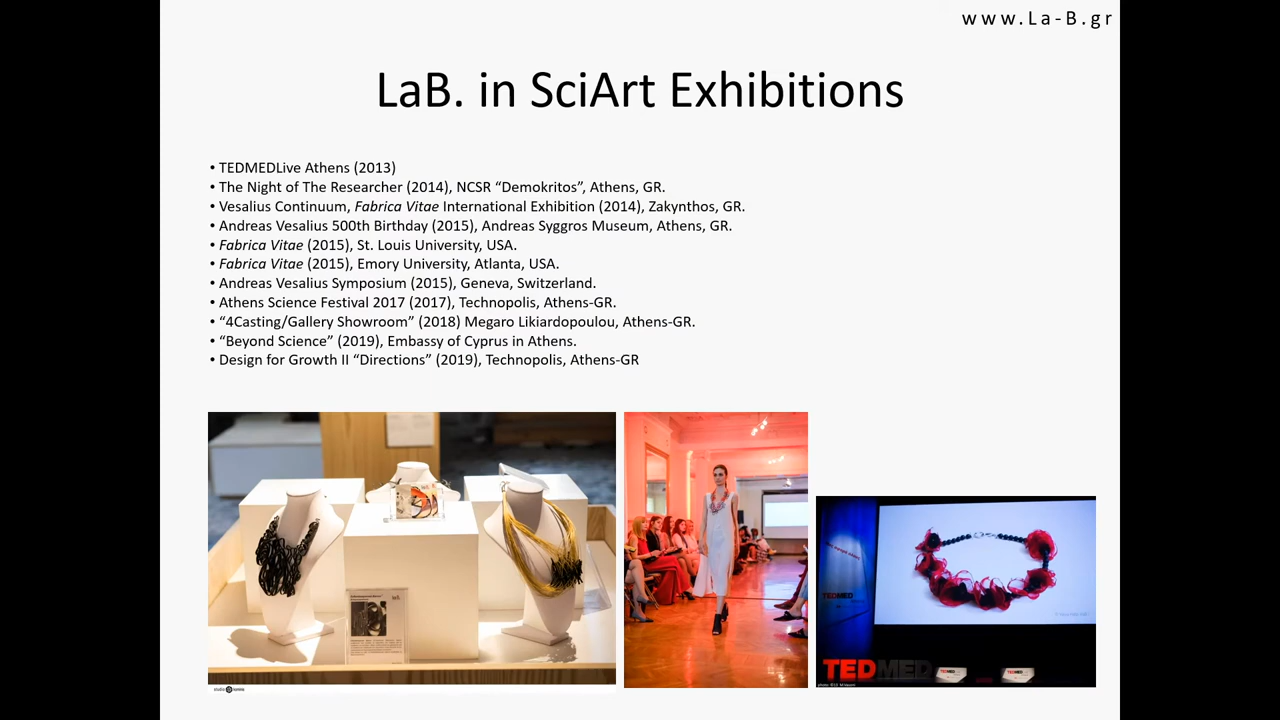 www.La-B.gr
LaB. in SciArt Exhibitions
• TEDMEDLive Athens (2013)
• The Night of The Researcher (2014), NCSR “Demokritos”, Athens, GR.
• Vesalius Continuum, Fabrica Vitae International Exhibition (2014), Zakynthos, GR.
• Andreas Vesalius 500th Birthday (2015), Andreas Syggros Museum, Athens, GR.
• Fabrica Vitae (2015), St. Louis University, USA.
• Fabrica Vitae (2015), Emory University, Atlanta, USA.
• Andreas Vesalius Symposium (2015), Geneva, Switzerland.
• Athens Science Festival 2017 (2017), Technopolis, Athens-GR.
• “4Casting/Gallery Showroom” (2018) Megaro Likiardopoulou, Athens-GR.
• “Beyond Science” (2019), Embassy of Cyprus in Athens.
• Design for Growth II “Directions” (2019), Technopolis, Athens-GR
TEDMED
TEDMED